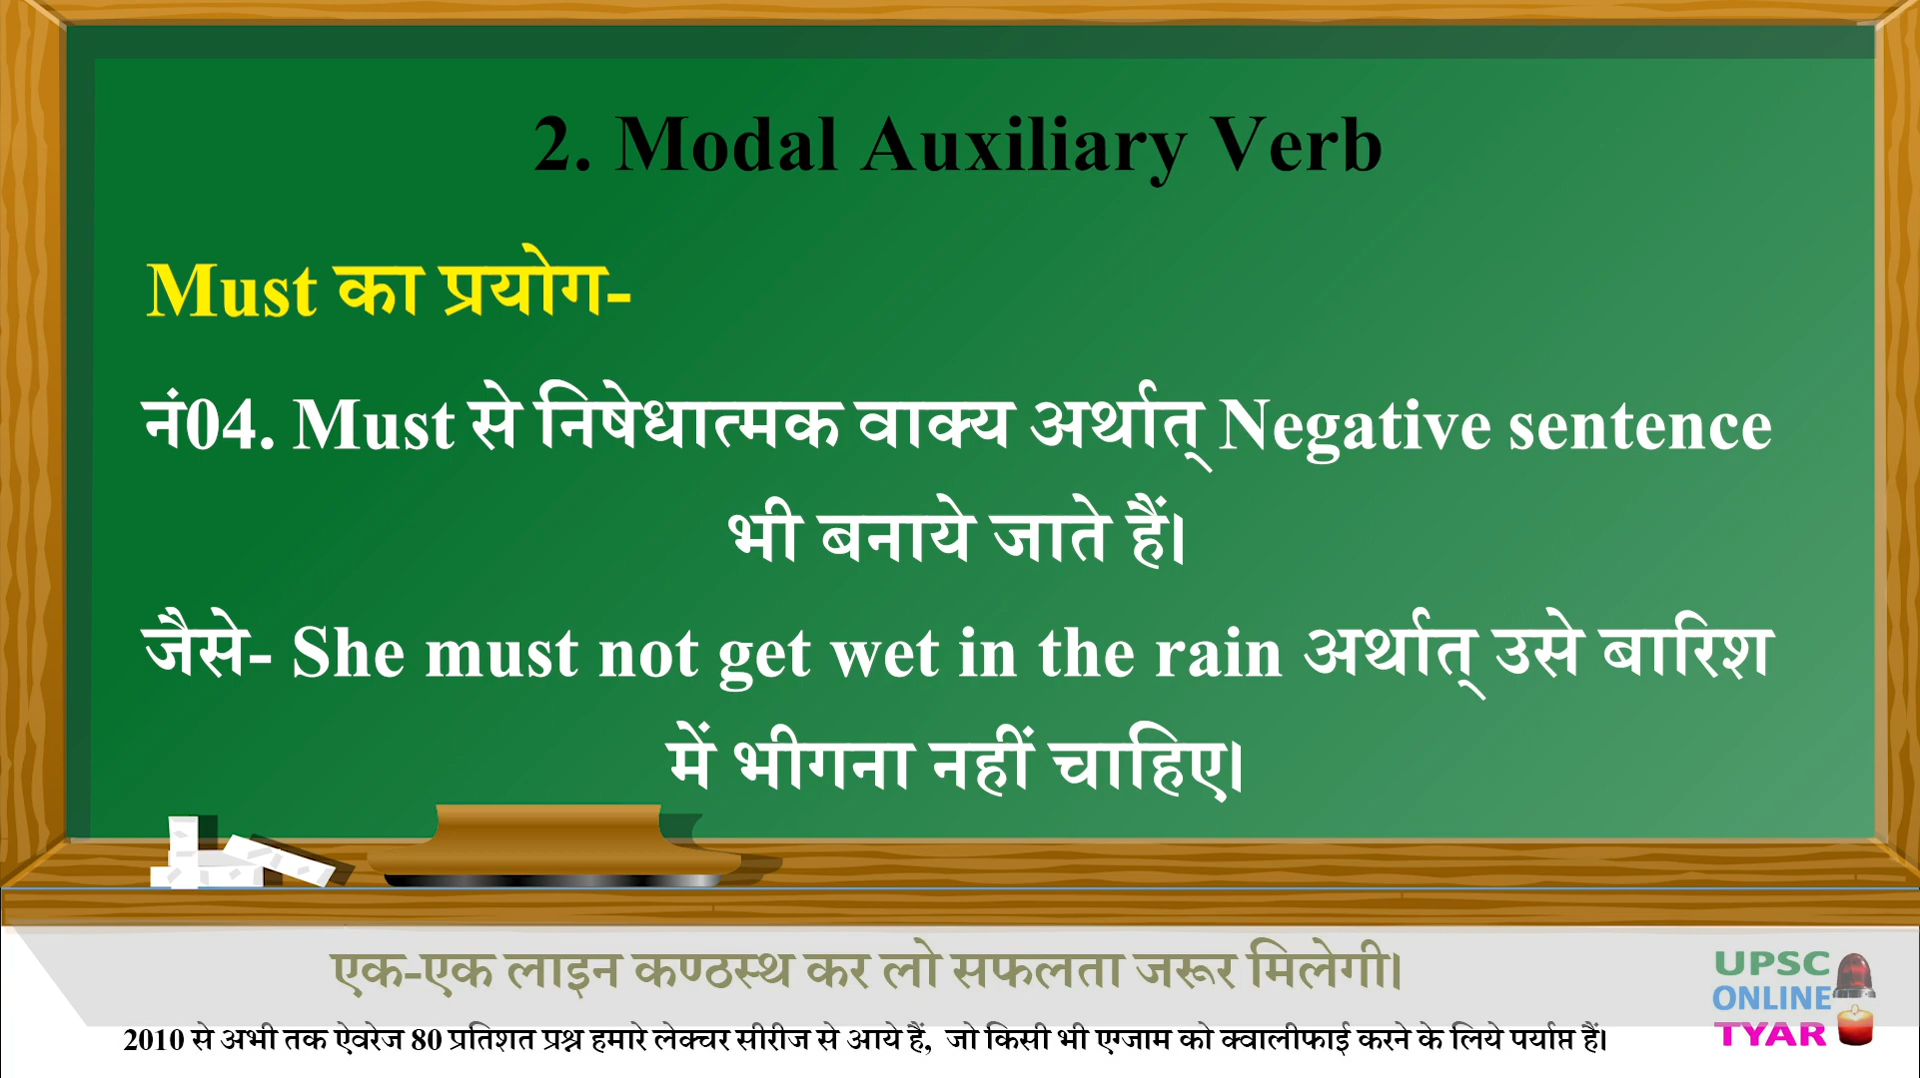 2. Modal Auxiliary Verb
Must का प्रयोग-
नं04. Must से निषेधात्मक वाक्य अर्थात् Negative sentence
भी बनाये जाते हैं।
जैसे- She must not get wet in the rain अर्थात् उसे बारिश
में भीगना नहीं चाहिए।
एक-एक लाइन कण्ठस्थ कर लो सफलता जरूर मिलेगी।
2010 से अभी तक ऐवरेज 80 प्रतिशत प्रश्न हमारे लेक्चर सीरीज से आये हैं, जो किसी भी एग्जाम को क्वालीफाई करने के लिये पर्याप्त हैं।
UPSC
ONLINE
TYAR